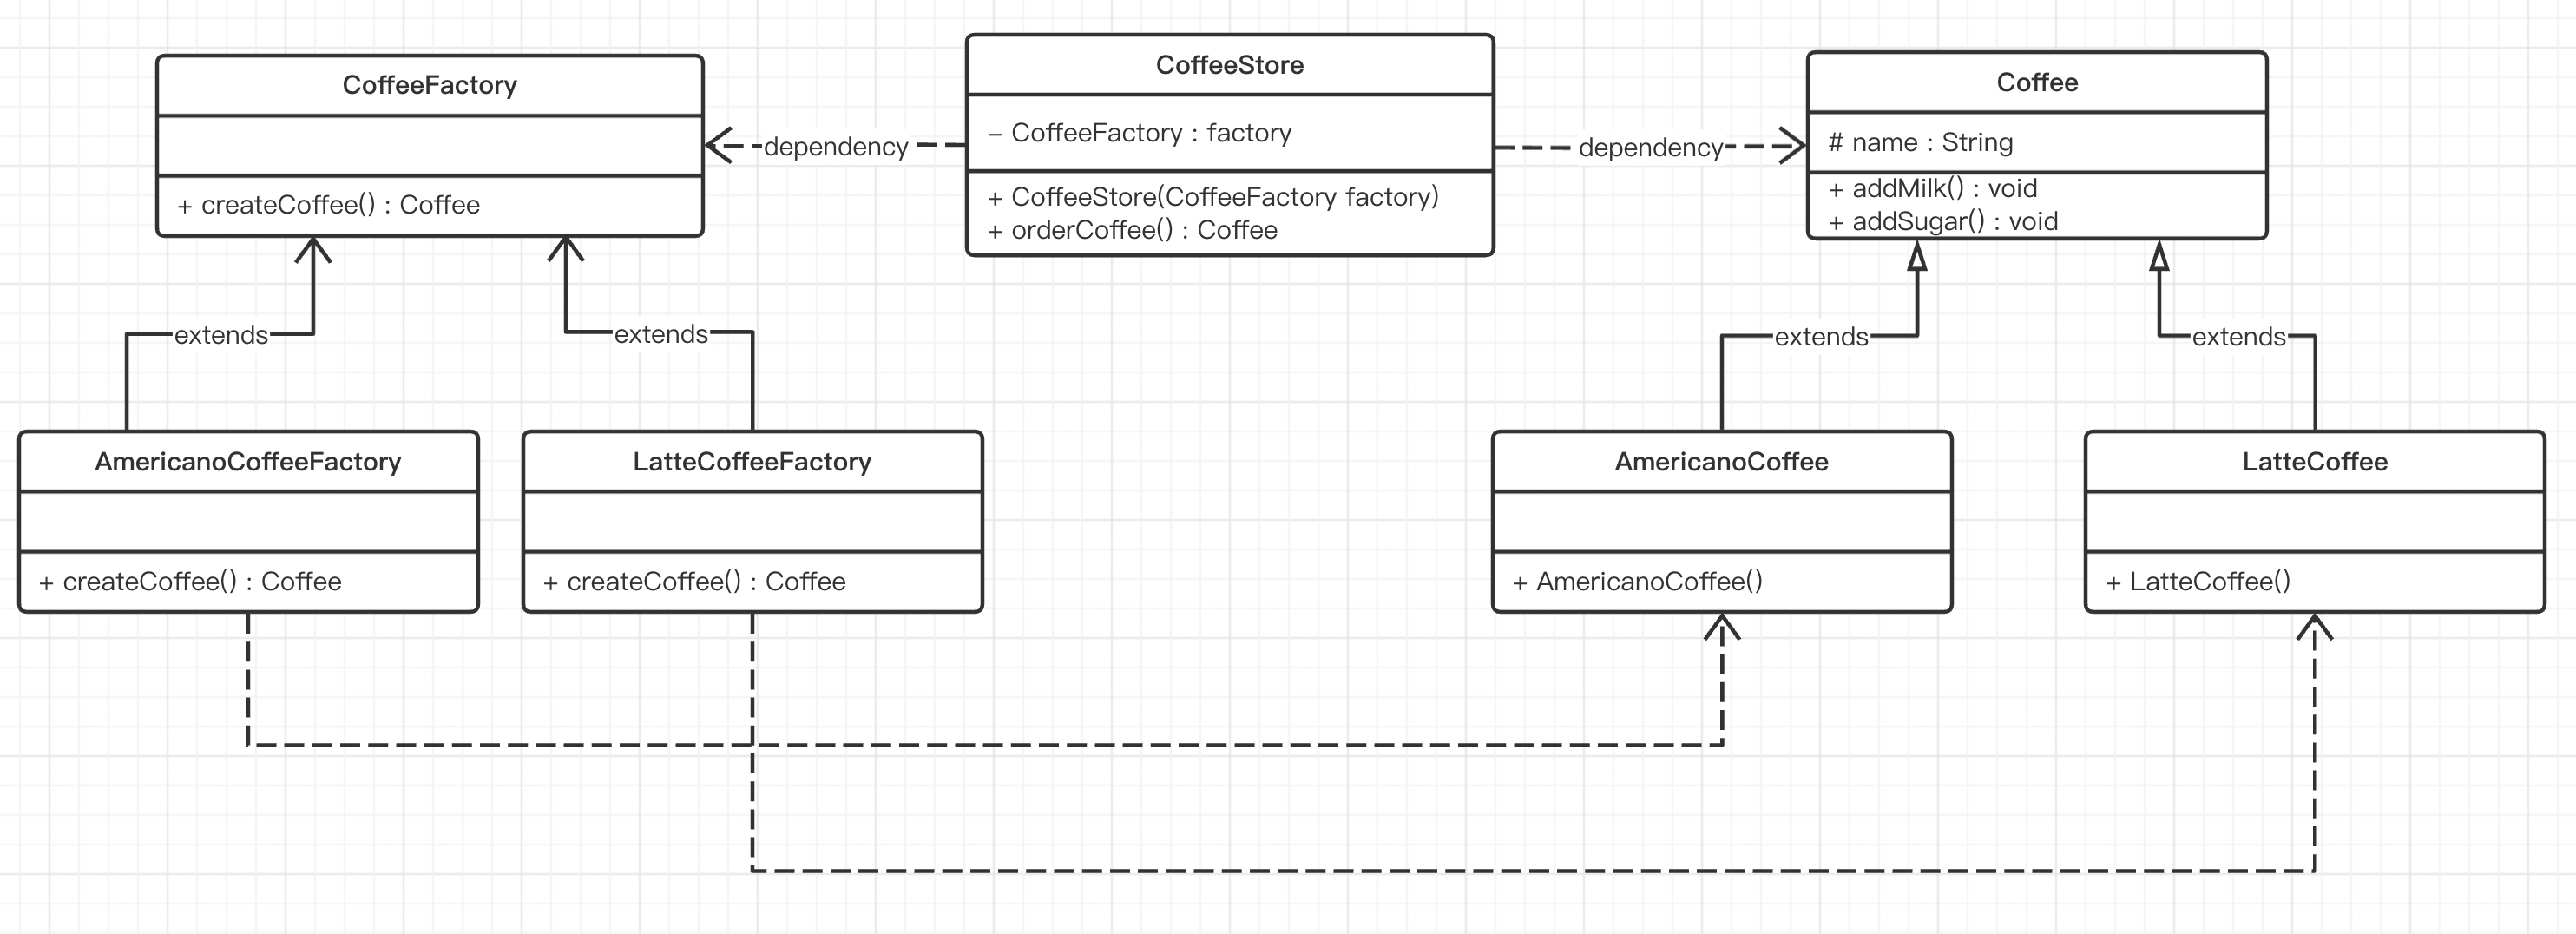 CoffeeFactory
+ createCoffee() : Coffee
dependency
CoffeeStore
– CoffeeFactory : factory
+ CoffeeStore(CoffeeFactory factory)
+ orderCoffee() : Coffee
dependency
Coffee
# name : String
+ addMilk() : void
+ addSugar() : void
extends
extends
extends
extends
AmericanoCoffeeFactory
+ createCoffee() : Coffee
LatteCoffeeFactory
+ createCoffee() : Coffee
AmericanoCoffee
+ AmericanoCoffee()
LatteCoffee
+ LatteCoffee()